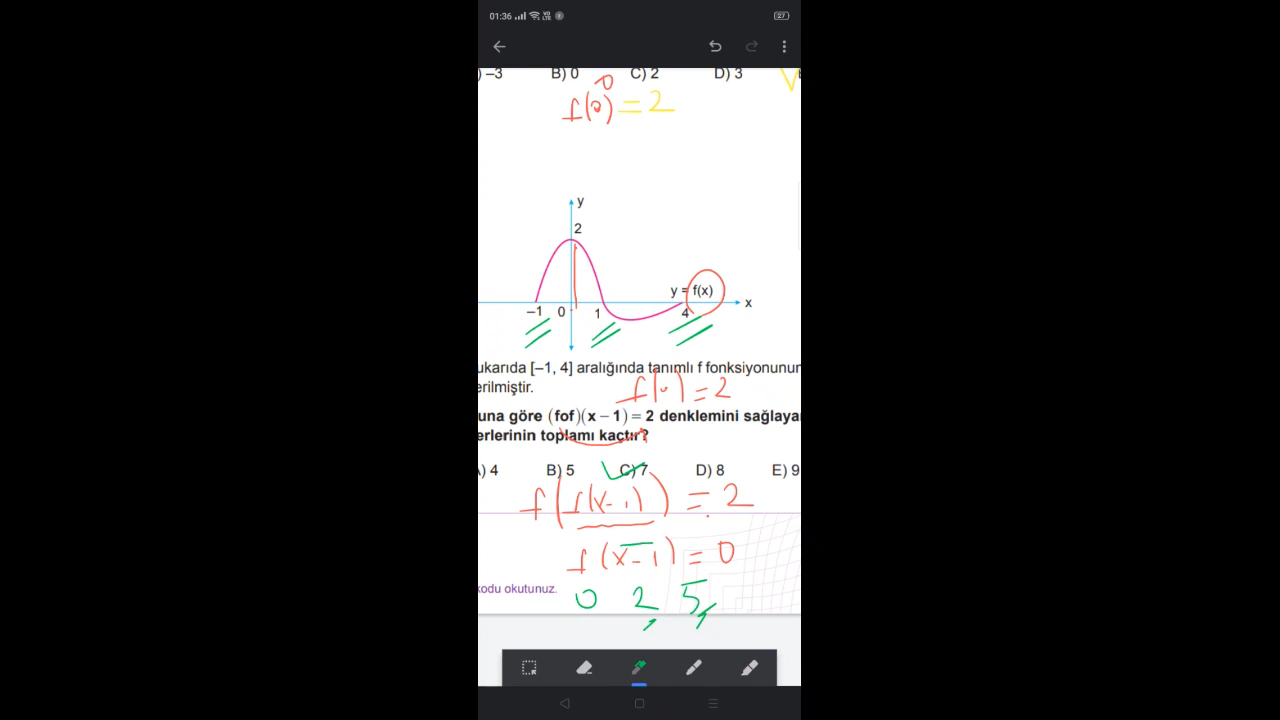 01:36
27
) –3 B) 0 C) 2 D) 3
f(0) = 2
y
2
y = f(x)
x
–1 0 1 4
ukarıda [–1, 4] aralığında tanımlı f fonksiyonunun
erilmiştir.
f(0) = 2
una göre (fof)(x – 1) = 2 denklemini sağlaya
erlerinin toplamı kaçtır?
) 4 B) 5 C) 7 D) 8 E) 9
f(f(x-1)) = 2
f(x-1) = 0
kodu okutunuz.
0 2, 5,